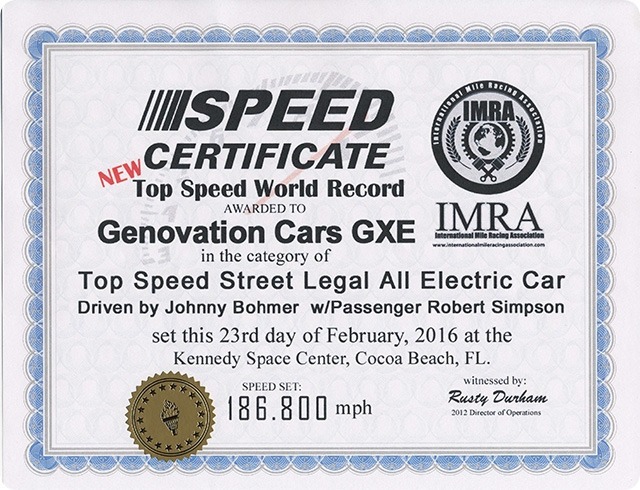 SPEED
CERTIFICATE
NEW
Top Speed World Record
AWARDED TO
Genovation Cars GXE
in the category of
Top Speed Street Legal All Electric Car
Driven by Johnny Bohmer w/Passenger Robert Simpson
set this 23rd day of February, 2016 at the
Kennedy Space Center, Cocoa Beach, FL.
SPEED SET:
186.800 mph
witnessed by:
Rusty Durham
2012 Director of Operations
International Mile Racing Association
IMRA
IMRA
International Mile Racing Association
www.internationalmileracingassociation.com